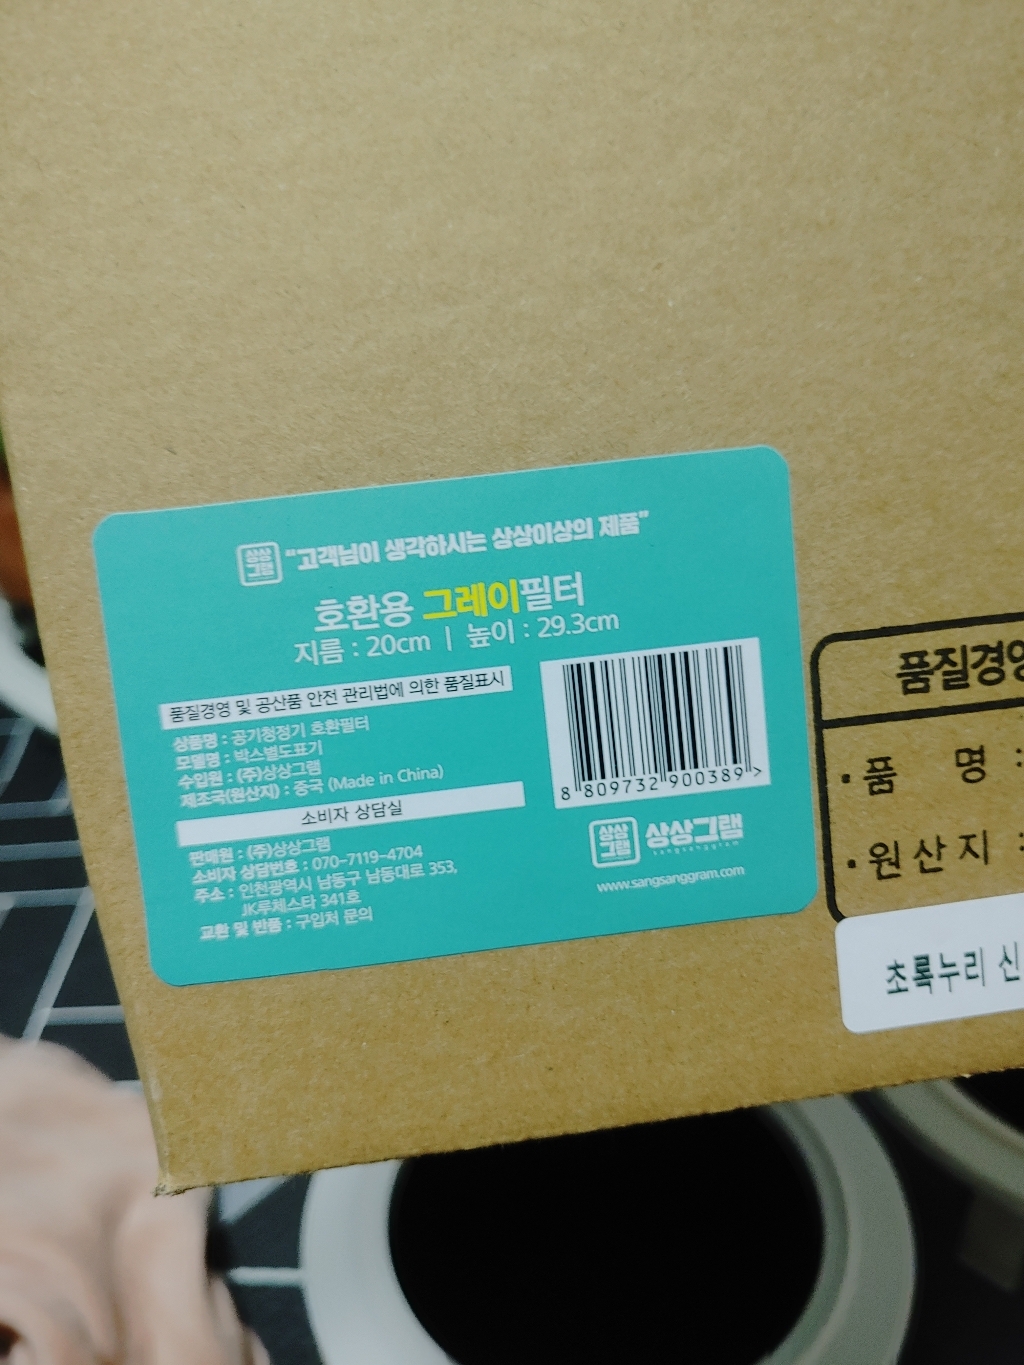 상상
그램
"고객님이 생각하시는 상상이상의 제품"
호환용 그레이필터
지름 : 20cm | 높이 : 29.3cm
품질경영 및 공산품 안전 관리법에 의한 품질표시
상품명 : 공기청정기 호환필터
모델명 : 박스별도표기
수입원 : (주)상상그램
제조국(원산지) : 중국 (Made in China)
소비자 상담실
판매원 : (주)상상그램
소비자 상담번호 : 070-7119-4704
주소 : 인천광역시 남동구 남동대로 353,
JK루체스타 341호
교환 및 반품 : 구입처 문의
8 809732 900389 >
상상
그램
상상그램
sangsanggram
www.sangsanggram.com
품질경영
·품 명 :
·원산지 :
초록누리 신